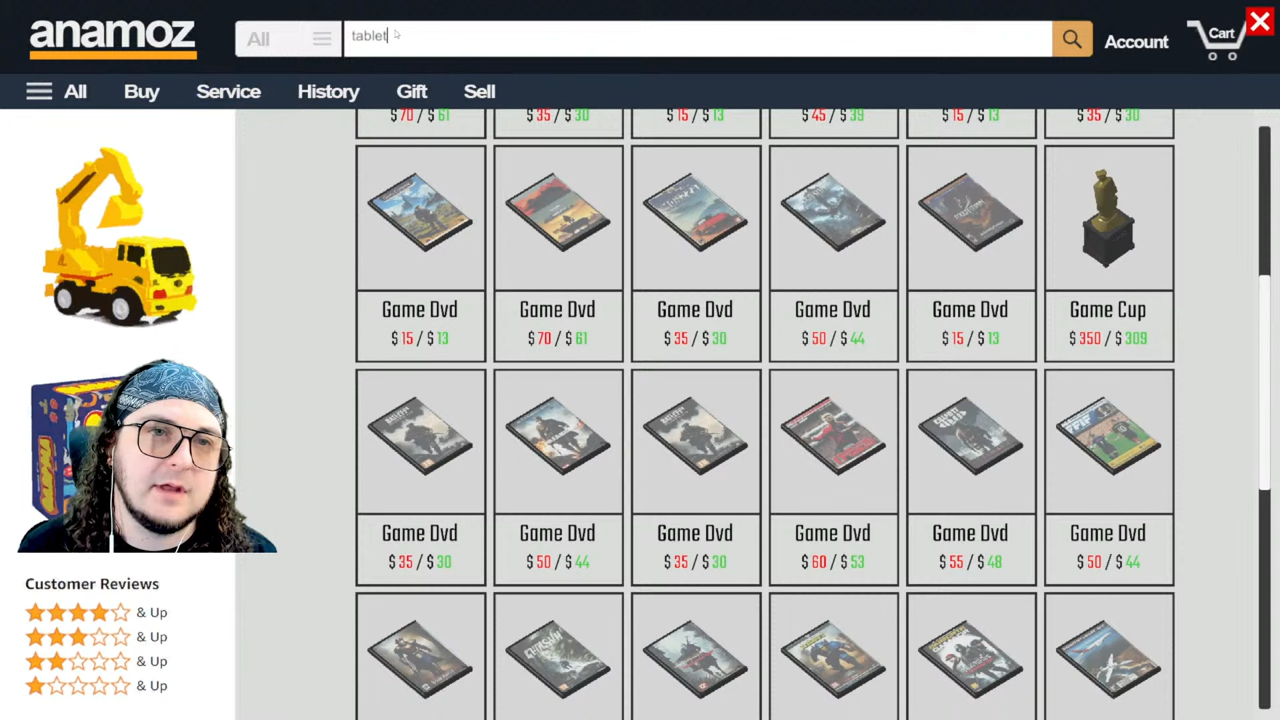 anamoz
All
tablet
Account
Cart
All Buy Service History Gift Sell
$ 70 / $ 61 $ 35 / $ 30 $ 15 / $ 13 $ 45 / $ 39 $ 15 / $ 13 $ 35 / $ 30
Game Dvd Game Dvd Game Dvd Game Dvd Game Dvd Game Cup
$ 15 / $ 13 $ 70 / $ 61 $ 35 / $ 30 $ 50 / $ 44 $ 15 / $ 13 $ 350 / $ 309
Game Dvd Game Dvd Game Dvd Game Dvd Game Dvd Game Dvd
$ 35 / $ 30 $ 50 / $ 44 $ 35 / $ 30 $ 60 / $ 53 $ 55 / $ 48 $ 50 / $ 44
Customer Reviews
& Up
& Up
& Up
& Up